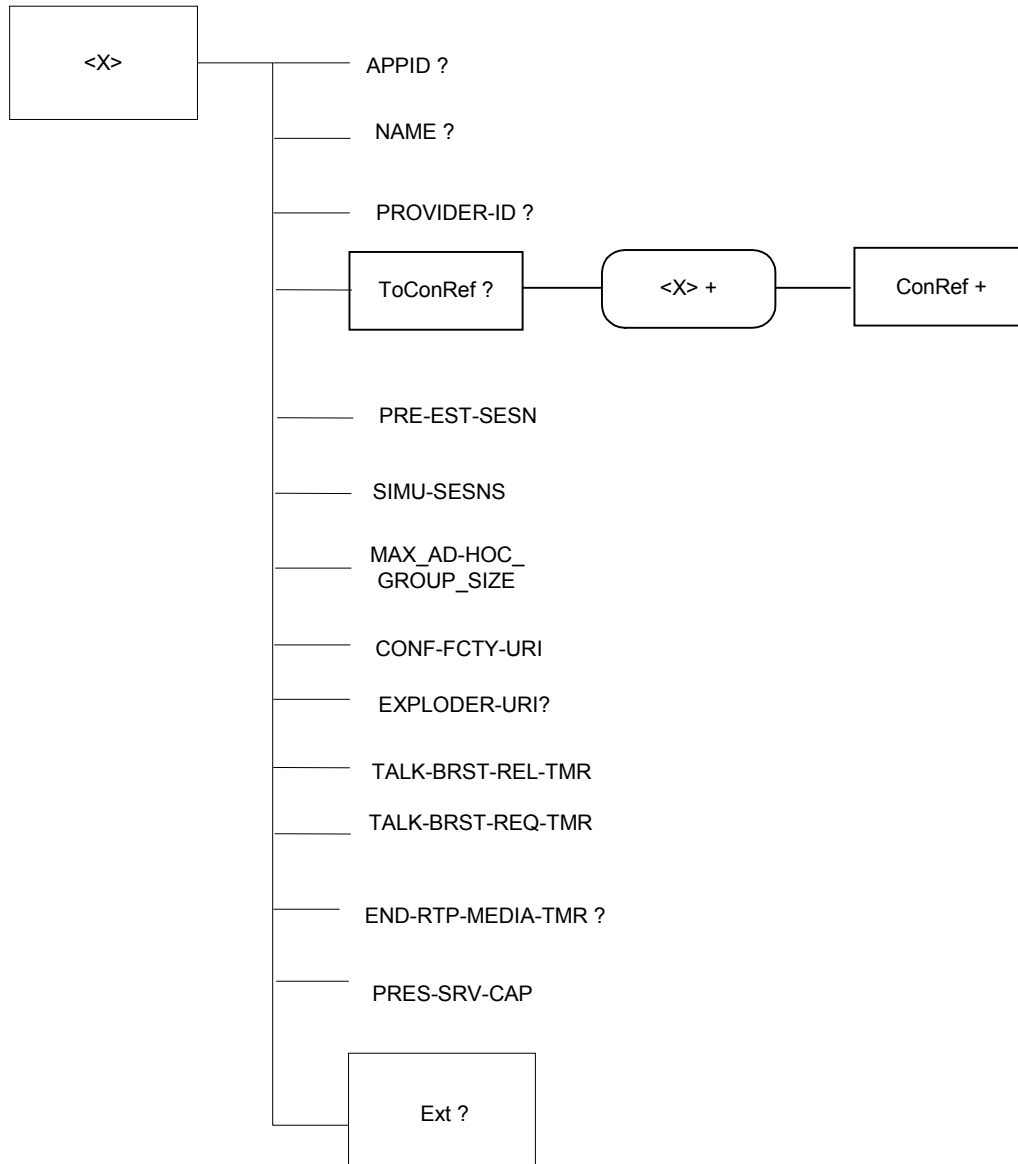 <X>
APPID ?
NAME ?
PROVIDER-ID ?
ToConRef ?
<X> +
ConRef +
PRE-EST-SESN
SIMU-SESNS
MAX_AD-HOC_
GROUP_SIZE
CONF-FCTY-URI
EXPLODER-URI?
TALK-BRST-REL-TMR
TALK-BRST-REQ-TMR
END-RTP-MEDIA-TMR ?
PRES-SRV-CAP
Ext ?